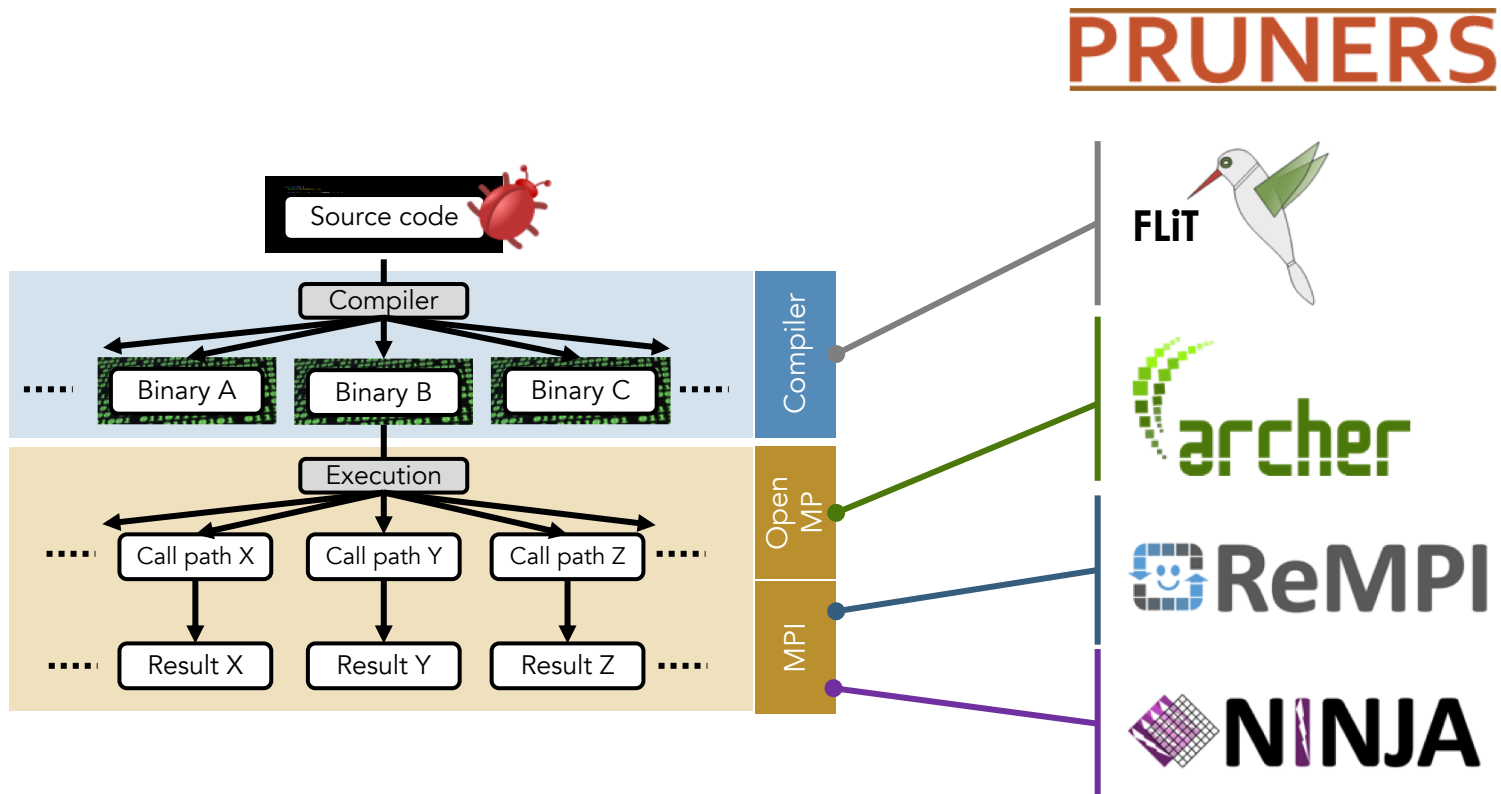 PRUNERS
Source code
Compiler
Binary A
Binary B
Binary C
Compiler
Execution
Call path X
Call path Y
Call path Z
Result X
Result Y
Result Z
Open
MP
MPI
FLiT
archer
ReMPI
NINJA